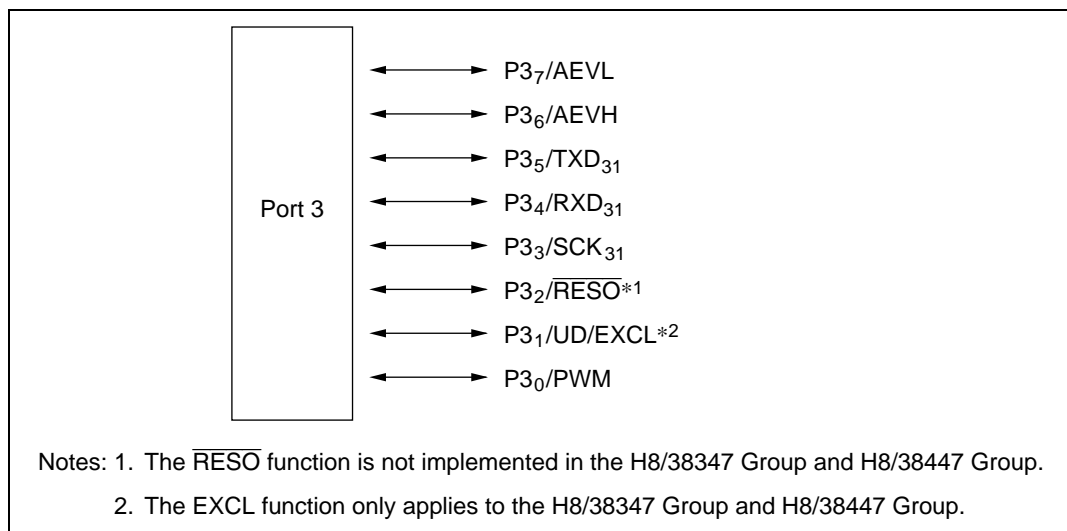 P3₇/AEVL
P3₆/AEVH
P3₅/TXD₃₁
P3₄/RXD₃₁
Port 3
P3₃/SCK₃₁
P3₂/R̅E̅S̅O̅*1
P3₁/UD/EXCL*2
P3₀/PWM
Notes: 1. The R̅E̅S̅O̅ function is not implemented in the H8/38347 Group and H8/38447 Group.
2. The EXCL function only applies to the H8/38347 Group and H8/38447 Group.